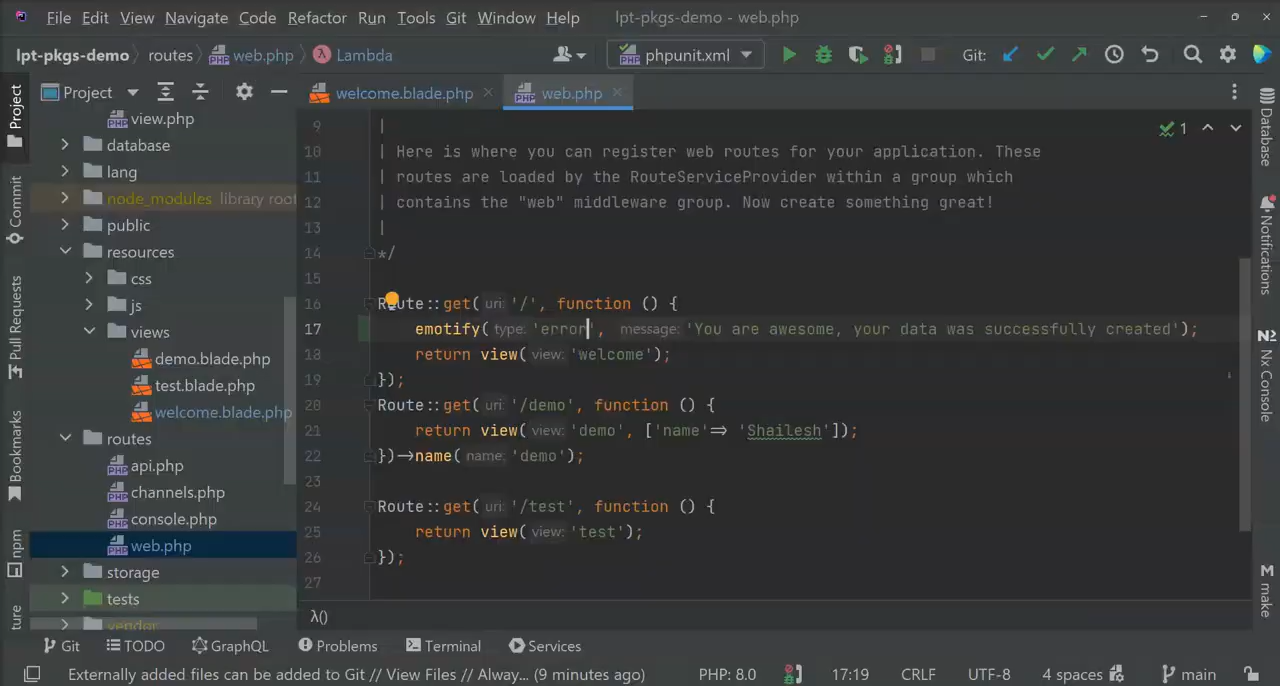 File Edit View Navigate Code Refactor Run Tools Git Window Help lpt-pkgs-demo - web.php
lpt-pkgs-demo routes web.php Lambda phpunit.xml Git:
Project welcome.blade.php web.php
Project
Commit
Pull Requests
Bookmarks
npm
ture
view.php
database
lang
node_modules library root
public
resources
css
js
views
demo.blade.php
test.blade.php
welcome.blade.php
routes
api.php
channels.php
console.php
web.php
storage
tests
vendor
1
9 |
10 | Here is where you can register web routes for your application. These
11 | routes are loaded by the RouteServiceProvider within a group which
12 | contains the "web" middleware group. Now create something great!
13 |
14 */
15
16 Route::get( uri: '/', function () {
17 emotify( type: 'error', message: 'You are awesome, your data was successfully created');
18 return view( view: 'welcome');
19 });
20 Route::get( uri: '/demo', function () {
21 return view( view: 'demo', ['name'=> 'Shailesh']);
22 })->name( name: 'demo');
23
24 Route::get( uri: '/test', function () {
25 return view( view: 'test');
26 });
27
λ()
Database
Notifications
Nx Console
M make
Git TODO GraphQL Problems Terminal Services
Externally added files can be added to Git // View Files // Alway... (9 minutes ago) PHP: 8.0 17:19 CRLF UTF-8 4 spaces main